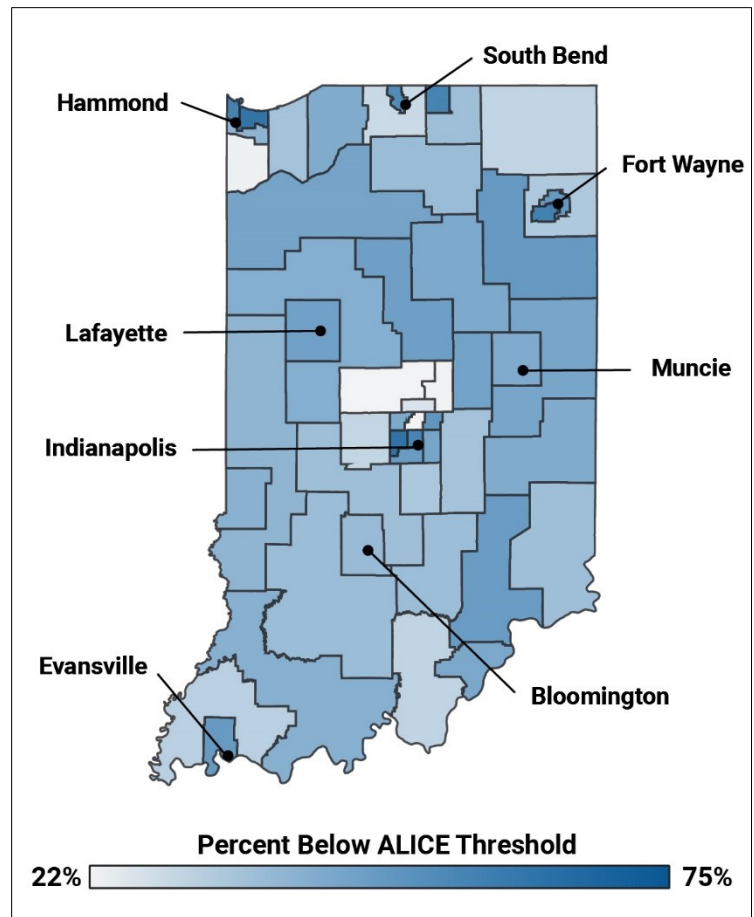 South Bend
Hammond
Fort Wayne
Lafayette
Muncie
Indianapolis
Evansville
Bloomington
Percent Below ALICE Threshold
22%
75%